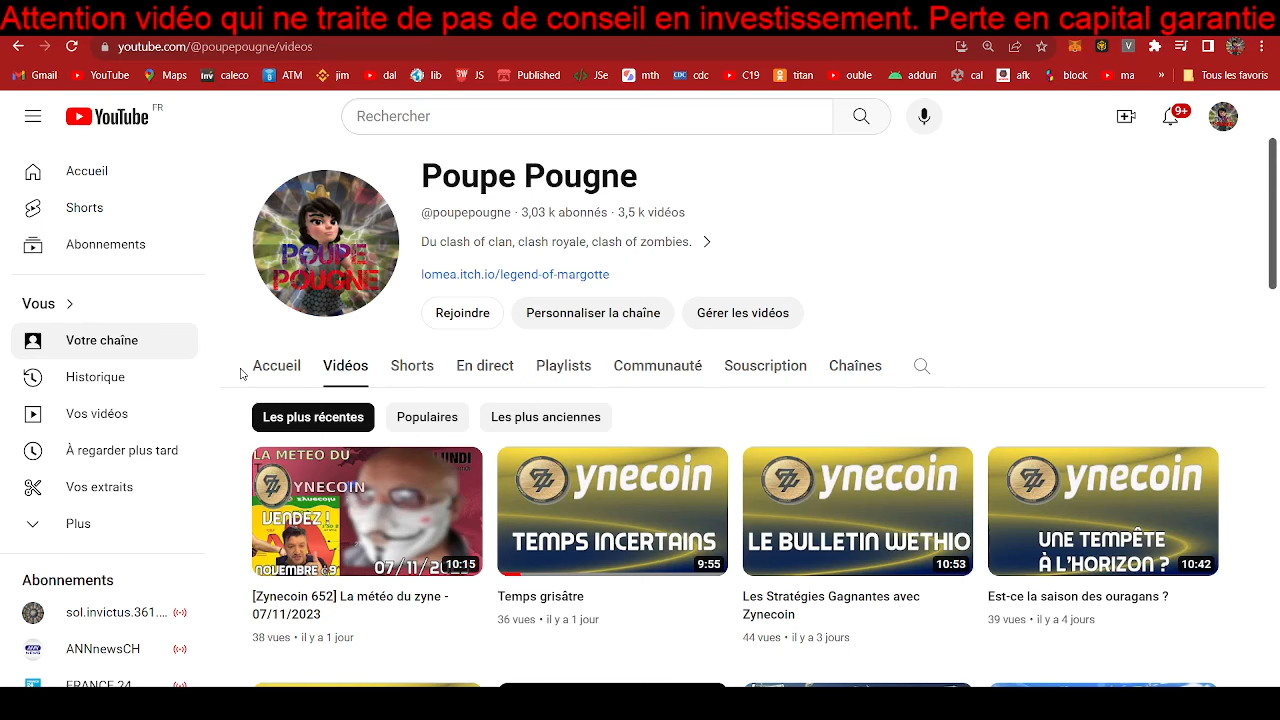 Attention vidéo qui ne traite de pas de conseil en investissement. Perte en capital garantie
youtube.com/@poupepougne/videos
Gmail YouTube Maps caleco ATM jim dal lib JS Published JSe mth cdc C19 titan ouble adduri cal afk block ma » Tous les favoris
YouTube FR
Rechercher
9+
Accueil
Shorts
Abonnements
Vous
Votre chaîne
Historique
Vos vidéos
À regarder plus tard
Vos extraits
Plus
Abonnements
sol.invictus.361....
ANNnewsCH
FRANCE 24
POUPE
POUGNE
Poupe Pougne
@poupepougne · 3,03 k abonnés · 3,5 k vidéos
Du clash of clan, clash royale, clash of zombies.
lomea.itch.io/legend-of-margotte
Rejoindre Personnaliser la chaîne Gérer les vidéos
Accueil Vidéos Shorts En direct Playlists Communauté Souscription Chaînes
Les plus récentes Populaires Les plus anciennes
LA METEO DU
YNECOIN
VENDEZ !
10:15
[Zynecoin 652] La météo du zyne -
07/11/2023
38 vues · il y a 1 jour
ynecoin
TEMPS INCERTAINS
9:55
Temps grisâtre
36 vues · il y a 1 jour
ynecoin
LE BULLETIN WETHIO
10:53
Les Stratégies Gagnantes avec
Zynecoin
44 vues · il y a 3 jours
ynecoin
UNE TEMPÊTE
À L'HORIZON ?
10:42
Est-ce la saison des ouragans ?
39 vues · il y a 4 jours